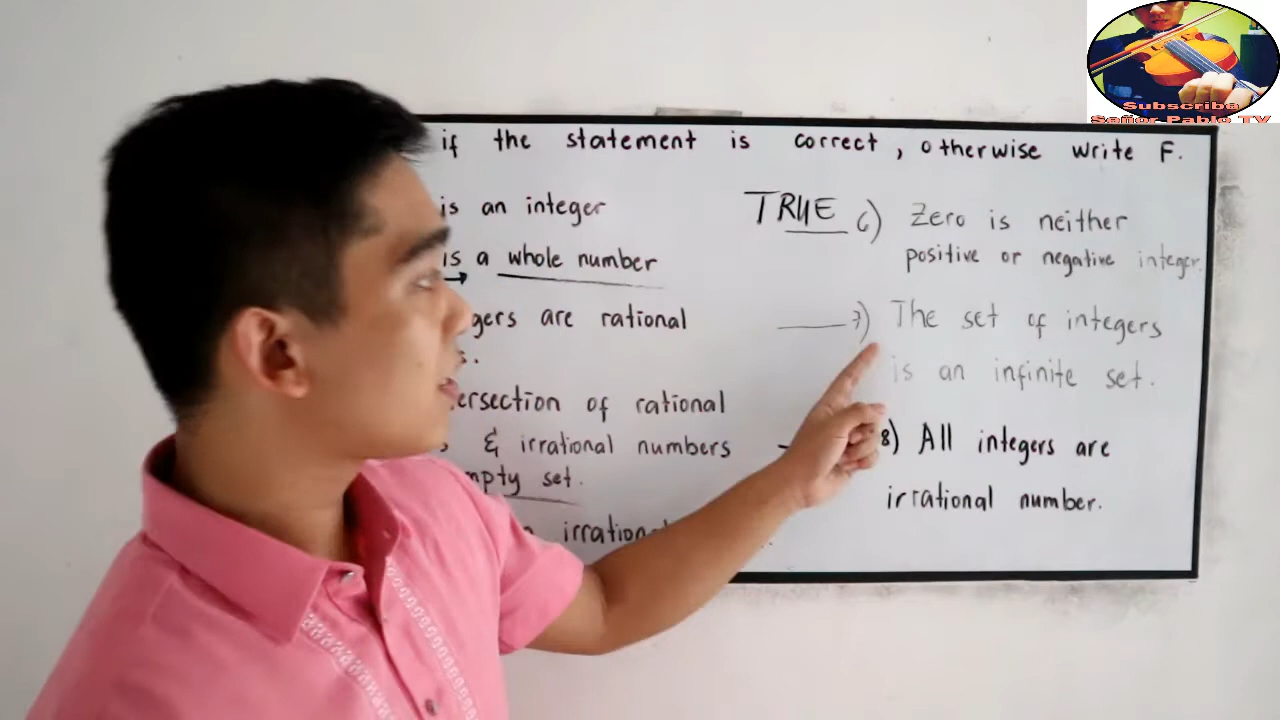 if the statement is correct, otherwise write F.
is an integer
is a whole number
gers are rational
s.
ersection of rational
s & irrational numbers
mpty set.
irrational
TRUE 6) Zero is neither
positive or negative integer.
7) The set of integers
is an infinite set.
8) All integers are
irrational number.
Subscribe
Señor Pablo TV